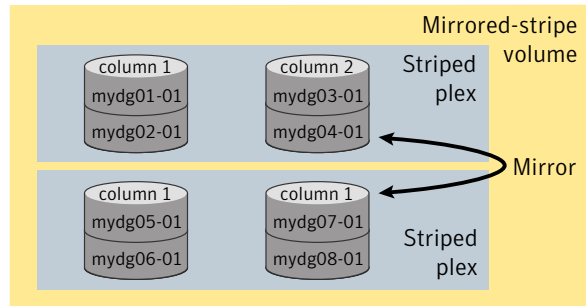 Mirrored-stripe
volume
column 1
mydg01-01
mydg02-01
column 2
mydg03-01
mydg04-01
Striped
plex
Mirror
column 1
mydg05-01
mydg06-01
column 1
mydg07-01
mydg08-01
Striped
plex